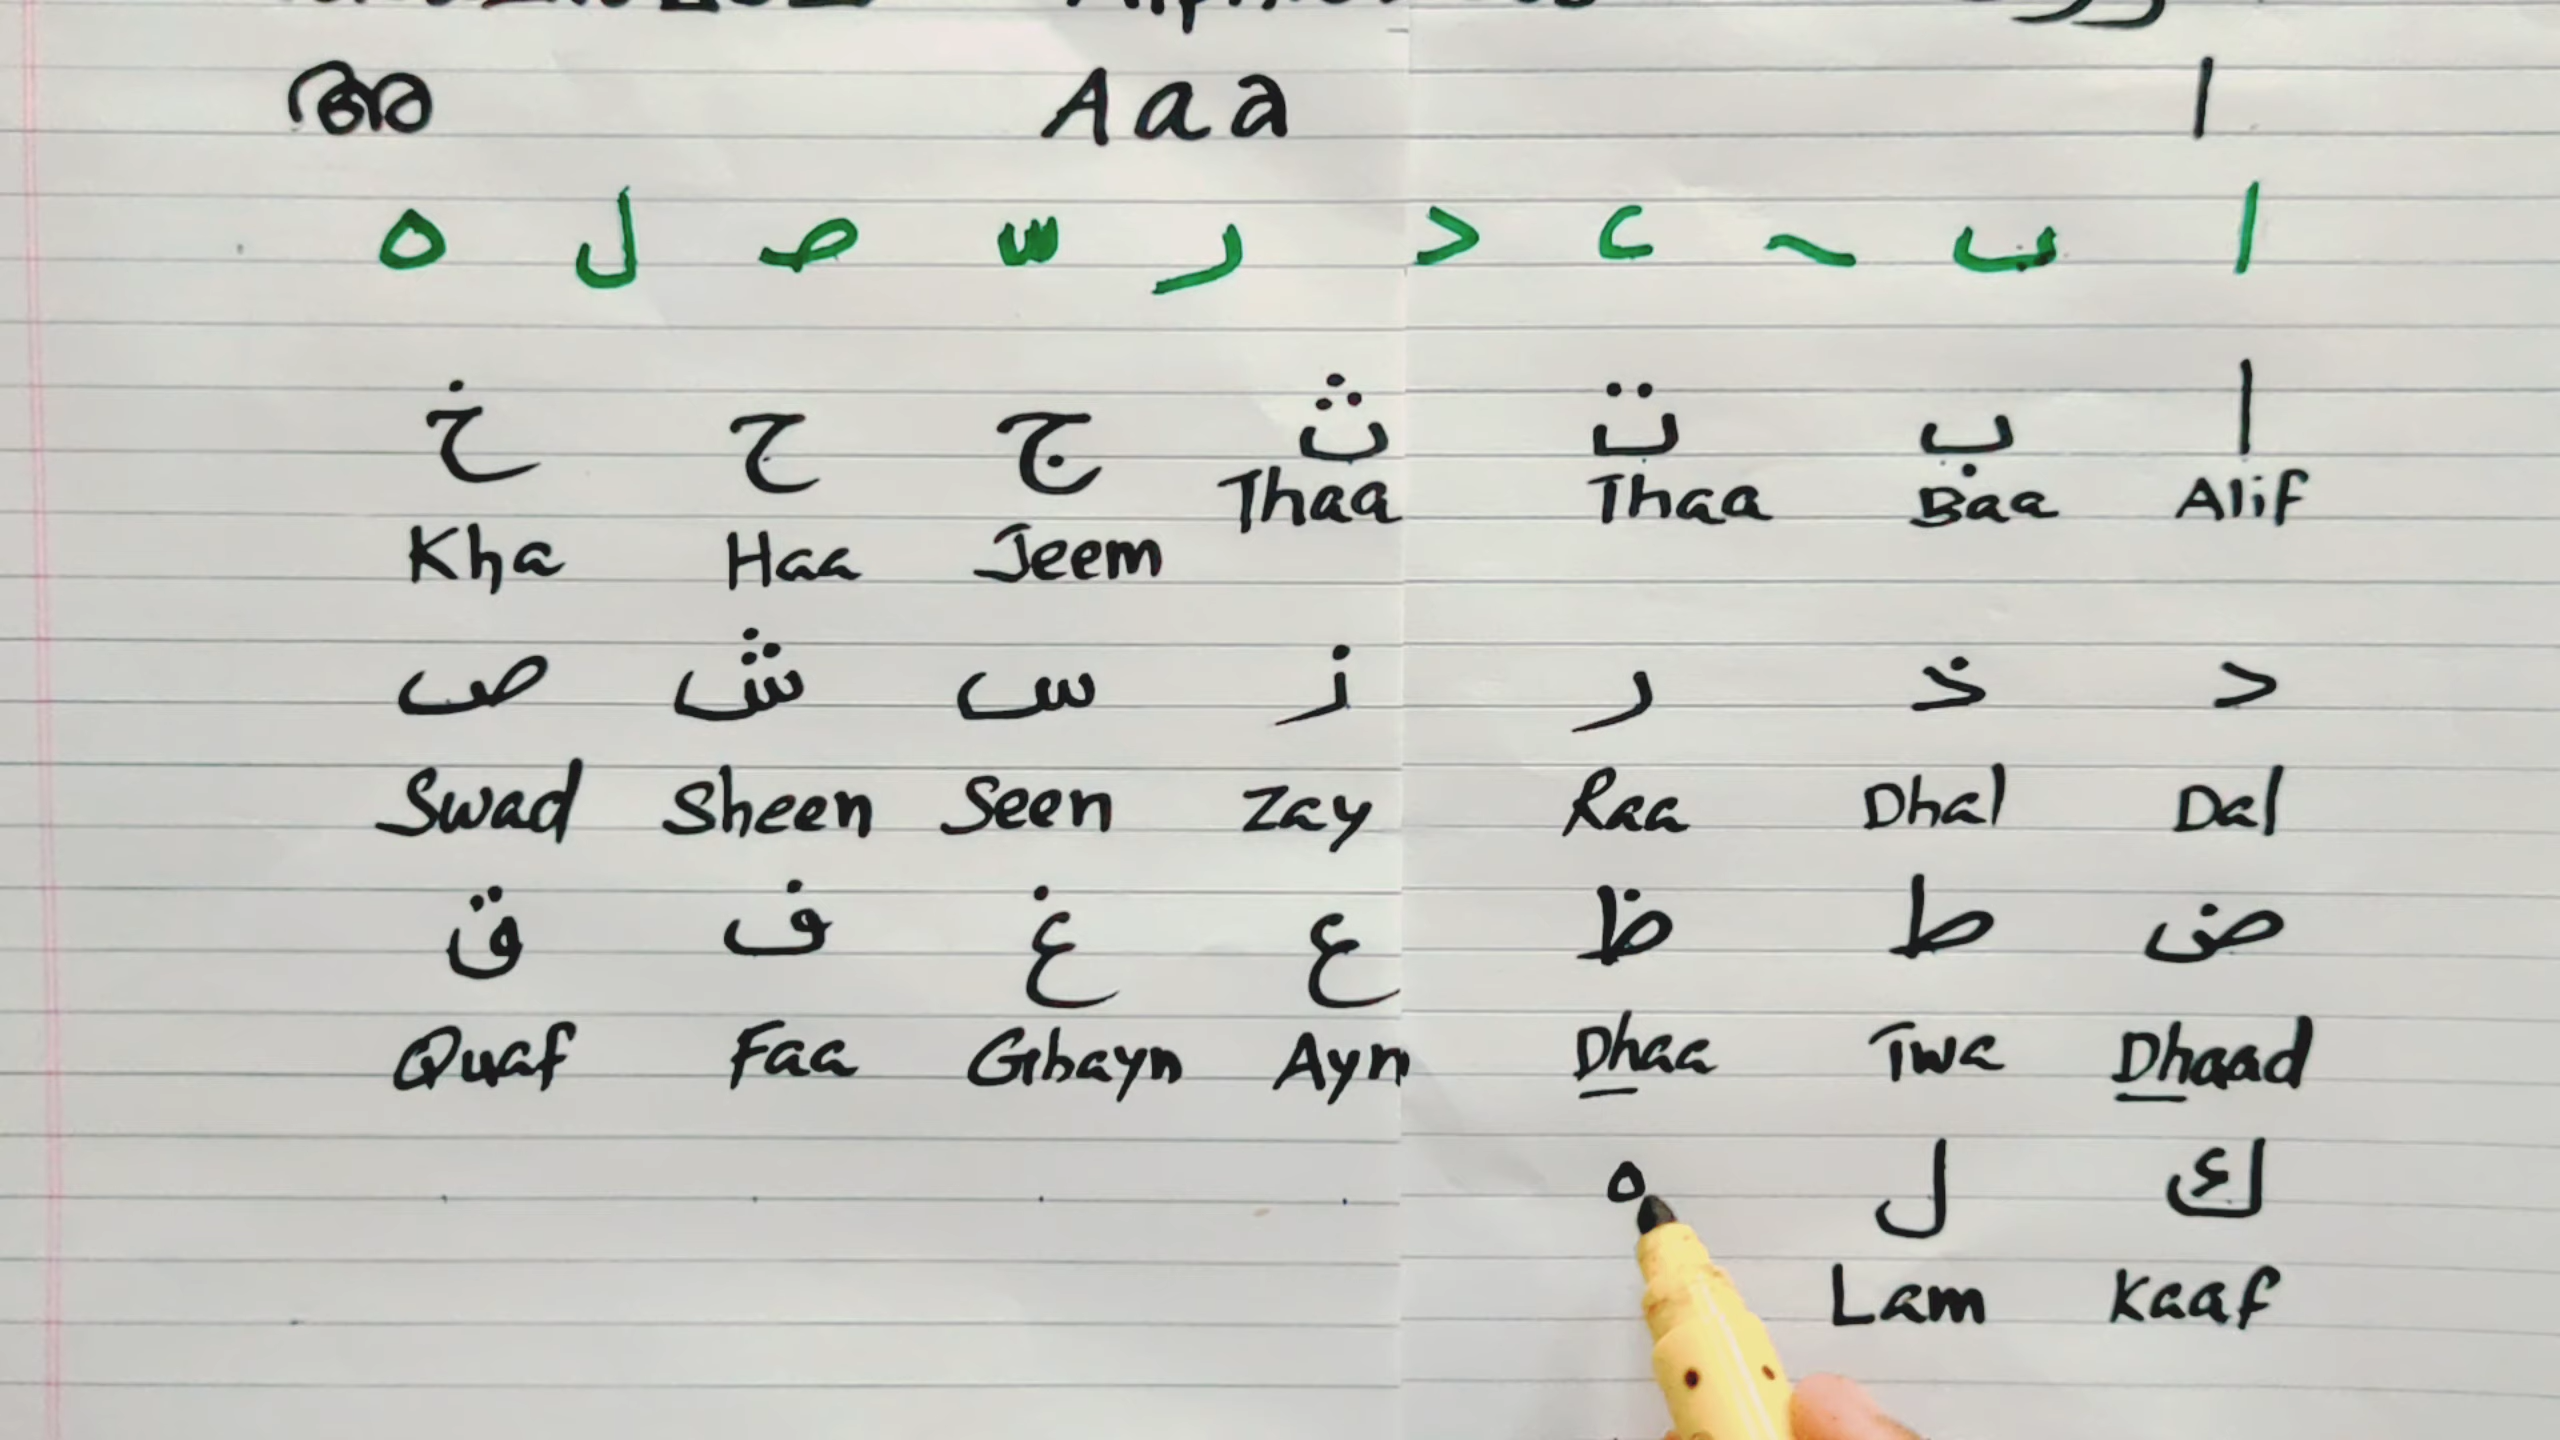 അ Aaa ا
ا ب ~ ع د ر س ص ل ه
ا ب ت ث ج ح خ
Alif Baa Thaa Thaa Jeem Haa Kha
د ذ ر ز س ش ص
Dal Dhal Raa Zay Seen Sheen Swad
ض ط ظ ع غ ف ق
Dhaad Twa Dhaa Ayn Ghayn Faa Quaf
ك ل ه
Kaaf Lam